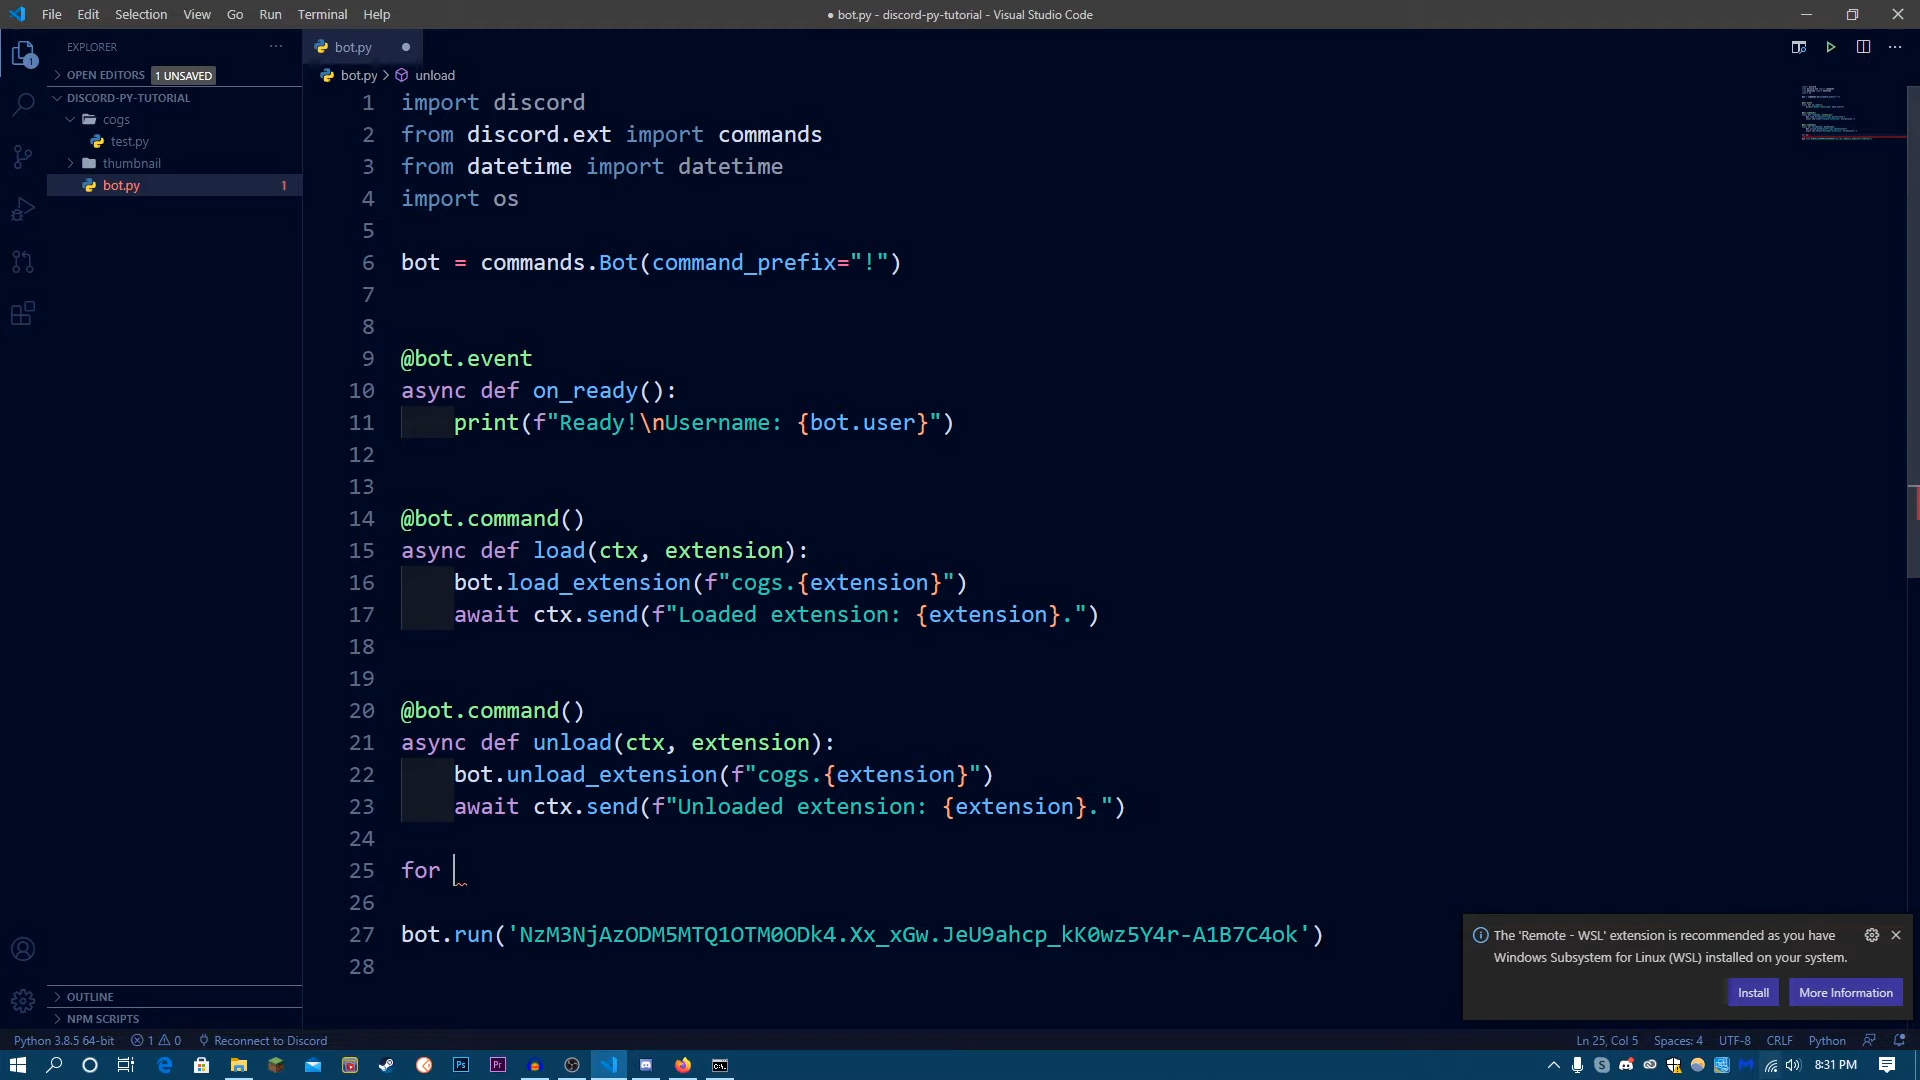 File Edit Selection View Go Run Terminal Help
● bot.py - discord-py-tutorial - Visual Studio Code
EXPLORER
OPEN EDITORS 1 UNSAVED
DISCORD-PY-TUTORIAL
cogs
test.py
thumbnail
bot.py 1
OUTLINE
NPM SCRIPTS
bot.py
bot.py > unload
1 import discord
2 from discord.ext import commands
3 from datetime import datetime
4 import os
5
6 bot = commands.Bot(command_prefix="!")
7
8
9 @bot.event
10 async def on_ready():
11 print(f"Ready!\nUsername: {bot.user}")
12
13
14 @bot.command()
15 async def load(ctx, extension):
16 bot.load_extension(f"cogs.{extension}")
17 await ctx.send(f"Loaded extension: {extension}.")
18
19
20 @bot.command()
21 async def unload(ctx, extension):
22 bot.unload_extension(f"cogs.{extension}")
23 await ctx.send(f"Unloaded extension: {extension}.")
24
25 for
26
27 bot.run('NzM3NjAzODM5MTQ1OTM0ODk4.Xx_xGw.JeU9ahcp_kK0wz5Y4r-A1B7C4ok')
28
The 'Remote - WSL' extension is recommended as you have
Windows Subsystem for Linux (WSL) installed on your system.
Install More Information
Python 3.8.5 64-bit 1 0 Reconnect to Discord
Ln 25, Col 5 Spaces: 4 UTF-8 CRLF Python
8:31 PM